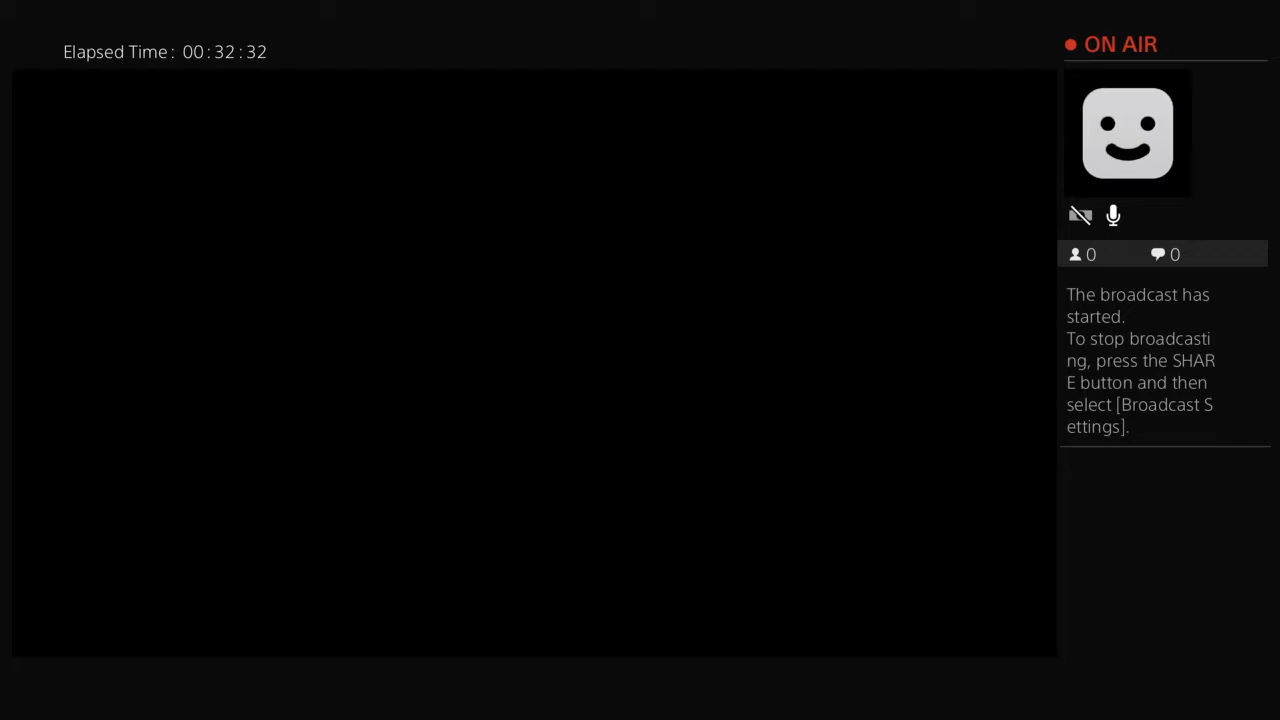 Elapsed Time: 00:32:32
ON AIR
0 0
The broadcast has
started.
To stop broadcasti
ng, press the SHAR
E button and then
select [Broadcast S
ettings].